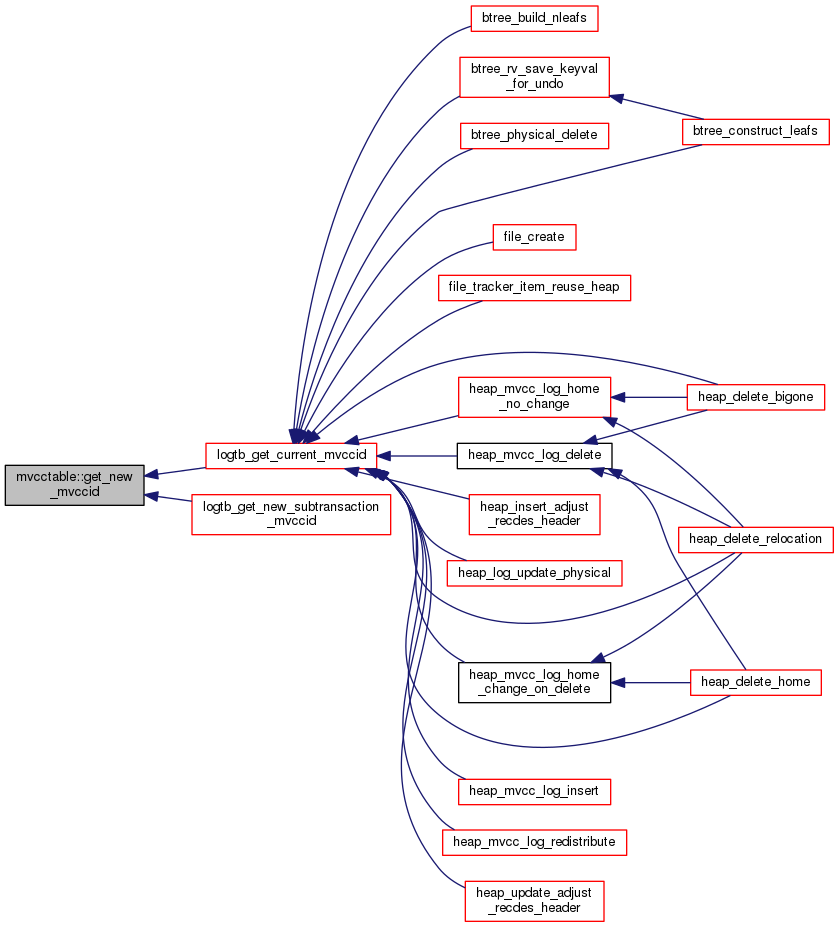 btree_build_nleafs
btree_rv_save_keyval
_for_undo
btree_construct_leafs
btree_physical_delete
file_create
file_tracker_item_reuse_heap
heap_mvcc_log_home
_no_change
heap_delete_bigone
logtb_get_current_mvccid
heap_mvcc_log_delete
mvcctable::get_new
_mvccid
logtb_get_new_subtransaction
_mvccid
heap_insert_adjust
_recdes_header
heap_delete_relocation
heap_log_update_physical
heap_mvcc_log_home
_change_on_delete
heap_delete_home
heap_mvcc_log_insert
heap_mvcc_log_redistribute
heap_update_adjust
_recdes_header